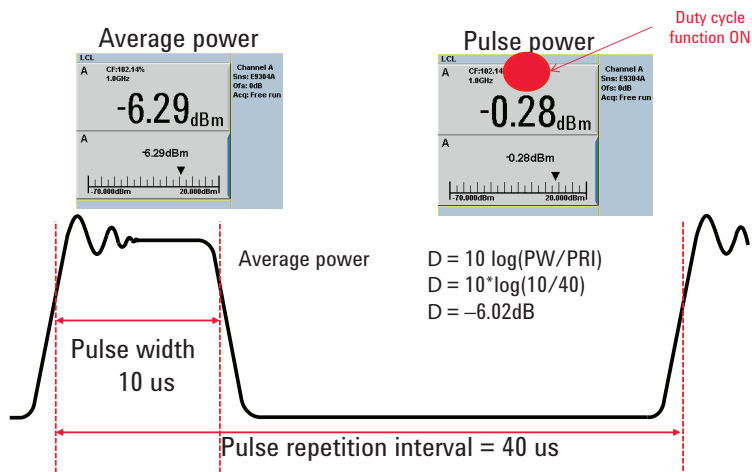 Average power
LCL
A
CF:102.14%
1.0GHz
-6.29dBm
Channel A
Sns: E9304A
Ofs: 0dB
Acq: Free run
A
-6.29dBm
-70.000dBm 20.000dBm
Pulse power
Duty cycle
function ON
LCL
A
CF:102.14
1.0GHz
-0.28dBm
Channel A
Sns: E9304A
Ofs: 0dB
Acq: Free run
A
-0.28dBm
-70.000dBm 20.000dBm
Average power
D = 10 log(PW/PRI)
D = 10*log(10/40)
D = –6.02dB
Pulse width
10 us
Pulse repetition interval = 40 us